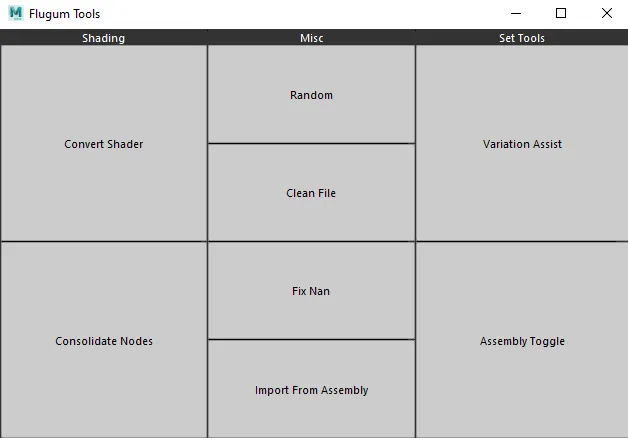 Flugum Tools
Shading
Misc
Set Tools
Convert Shader
Consolidate Nodes
Random
Clean File
Fix Nan
Import From Assembly
Variation Assist
Assembly Toggle